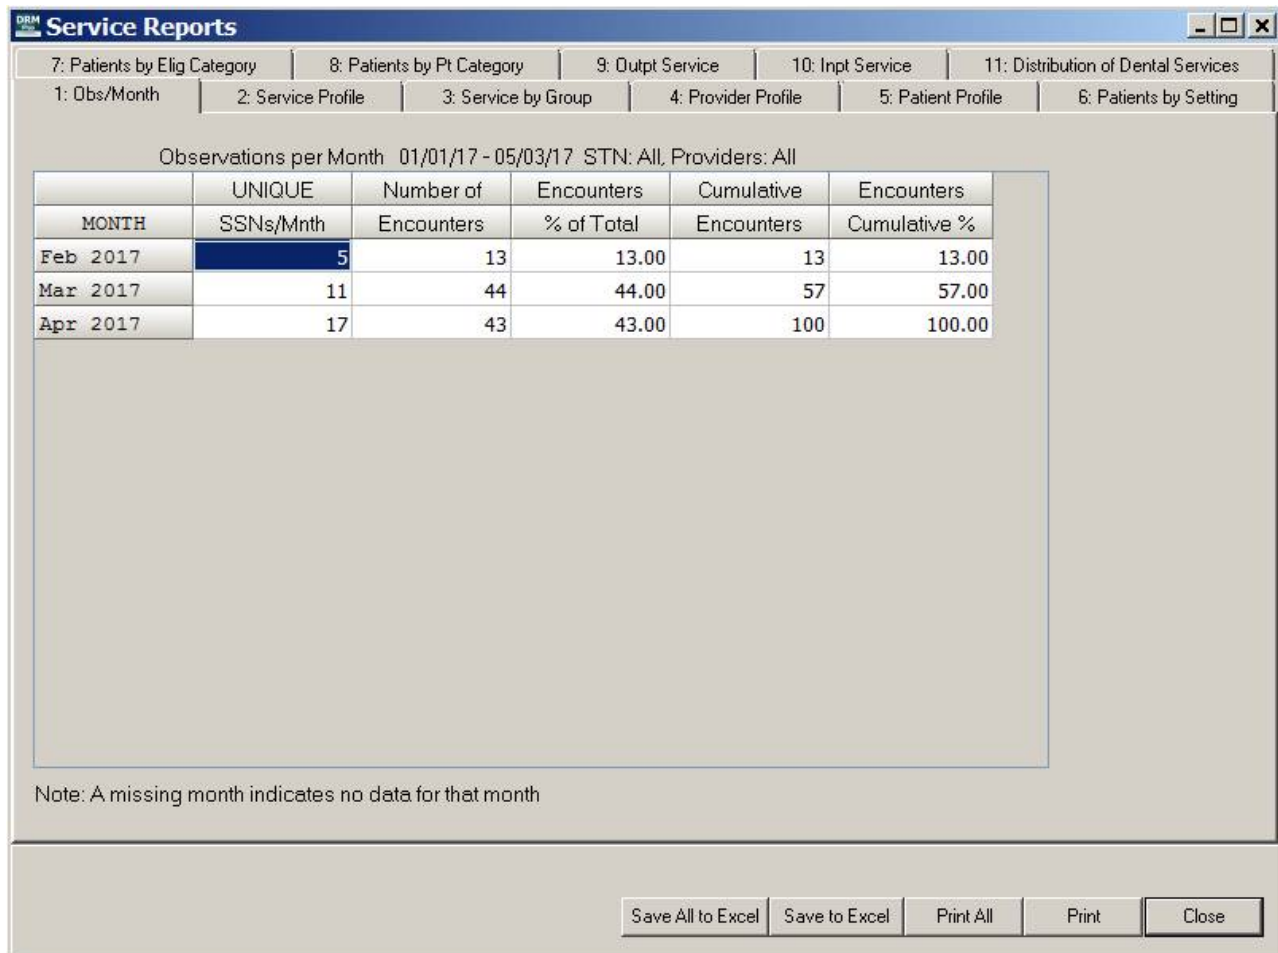 DRM Plus Service Reports
7: Patients by Elig Category 8: Patients by Pt Category 9: Outpt Service 10: Inpt Service 11: Distribution of Dental Services
1: Obs/Month 2: Service Profile 3: Service by Group 4: Provider Profile 5: Patient Profile 6: Patients by Setting
Observations per Month 01/01/17 - 05/03/17 STN: All, Providers: All
UNIQUE Number of Encounters Cumulative Encounters
MONTH SSNs/Mnth Encounters % of Total Encounters Cumulative %
Feb 2017 5 13 13.00 13 13.00
Mar 2017 11 44 44.00 57 57.00
Apr 2017 17 43 43.00 100 100.00
Note: A missing month indicates no data for that month
Save All to Excel Save to Excel Print All Print Close